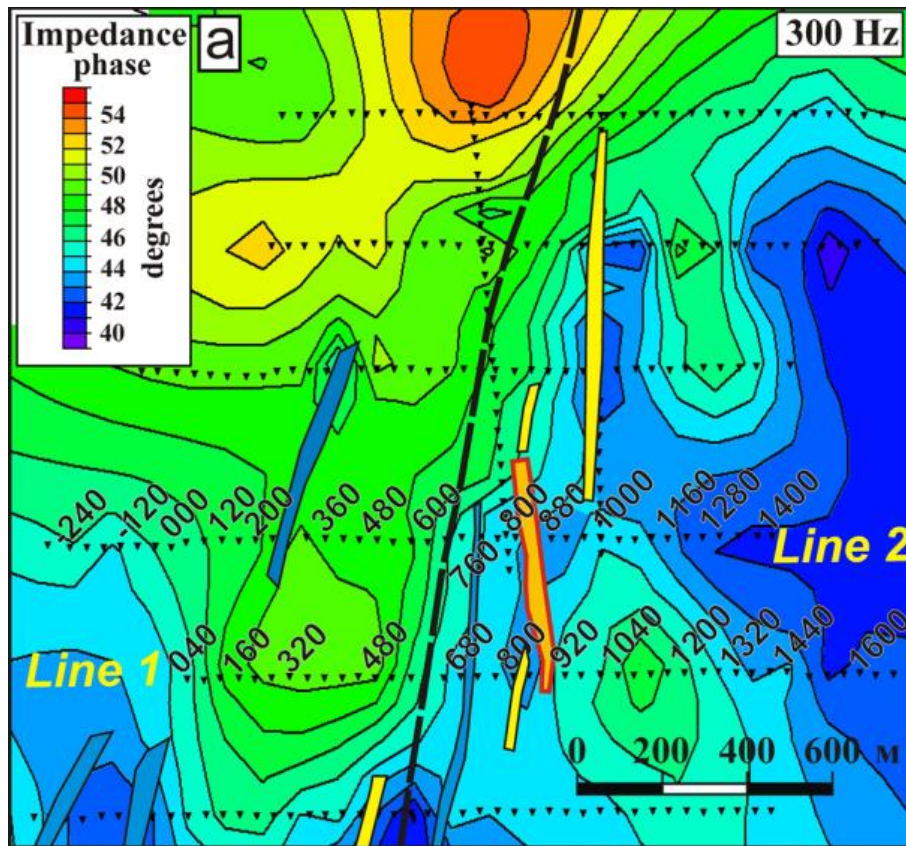 Impedance
phase
a
300 Hz
54
52
50
48
46
44
42
40
degrees
-240 -120 000 120 200 360 480 600 800 880 1000 1160 1280 1400
760
Line 2
Line 1
040 160 320 480 680 800 920 1040 1200 1320 1440 1600
0 200 400 600 м